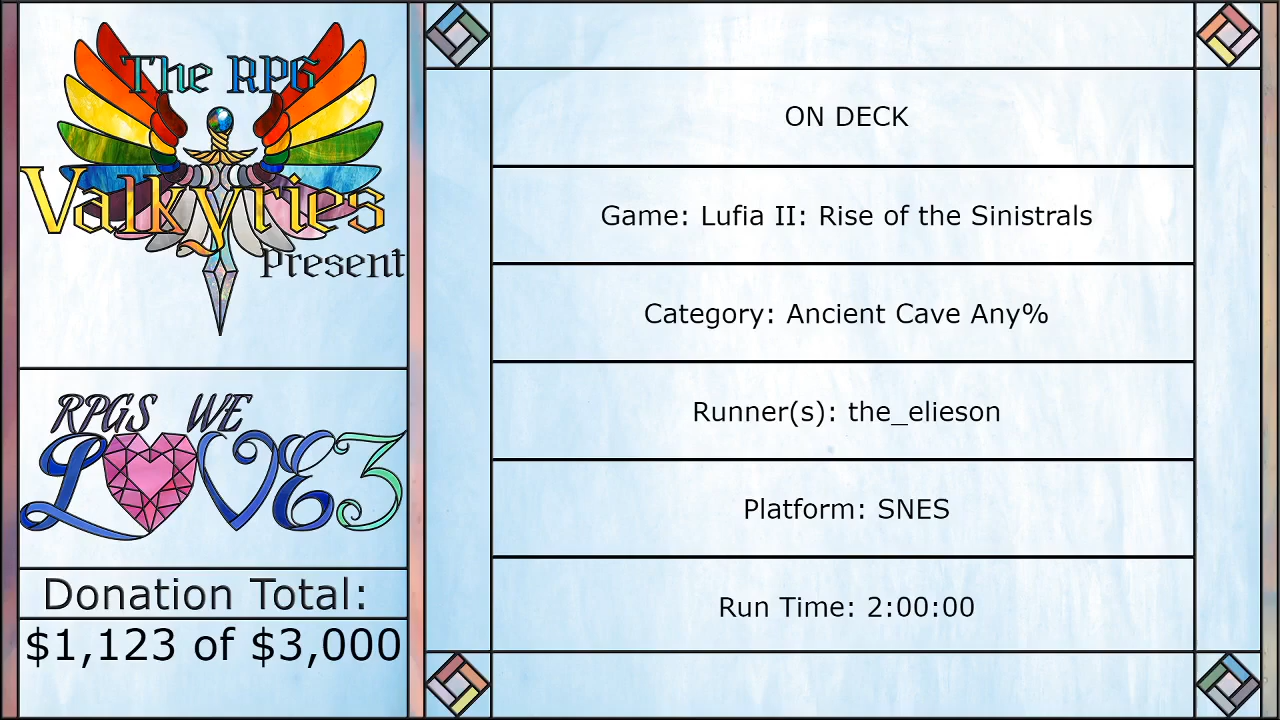 The RPG
Valkyries
Present
RPGS WE
LOVE 3
Donation Total:
$1,123 of $3,000
ON DECK
Game: Lufia II: Rise of the Sinistrals
Category: Ancient Cave Any%
Runner(s): the_elieson
Platform: SNES
Run Time: 2:00:00